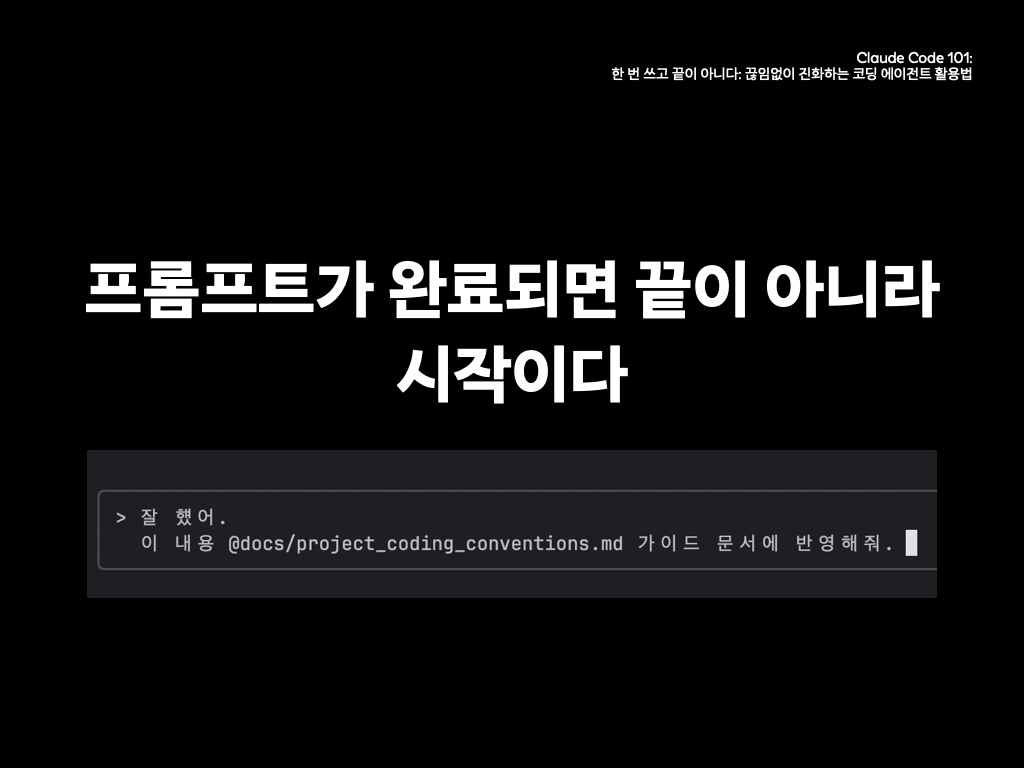 Claude Code 101:
한 번 쓰고 끝이 아니다: 끊임없이 진화하는 코딩 에이전트 활용법
프롬프트가 완료되면 끝이 아니라
시작이다
> 잘 했어.
이 내용 @docs/project_coding_conventions.md 가이드 문서에 반영해줘.